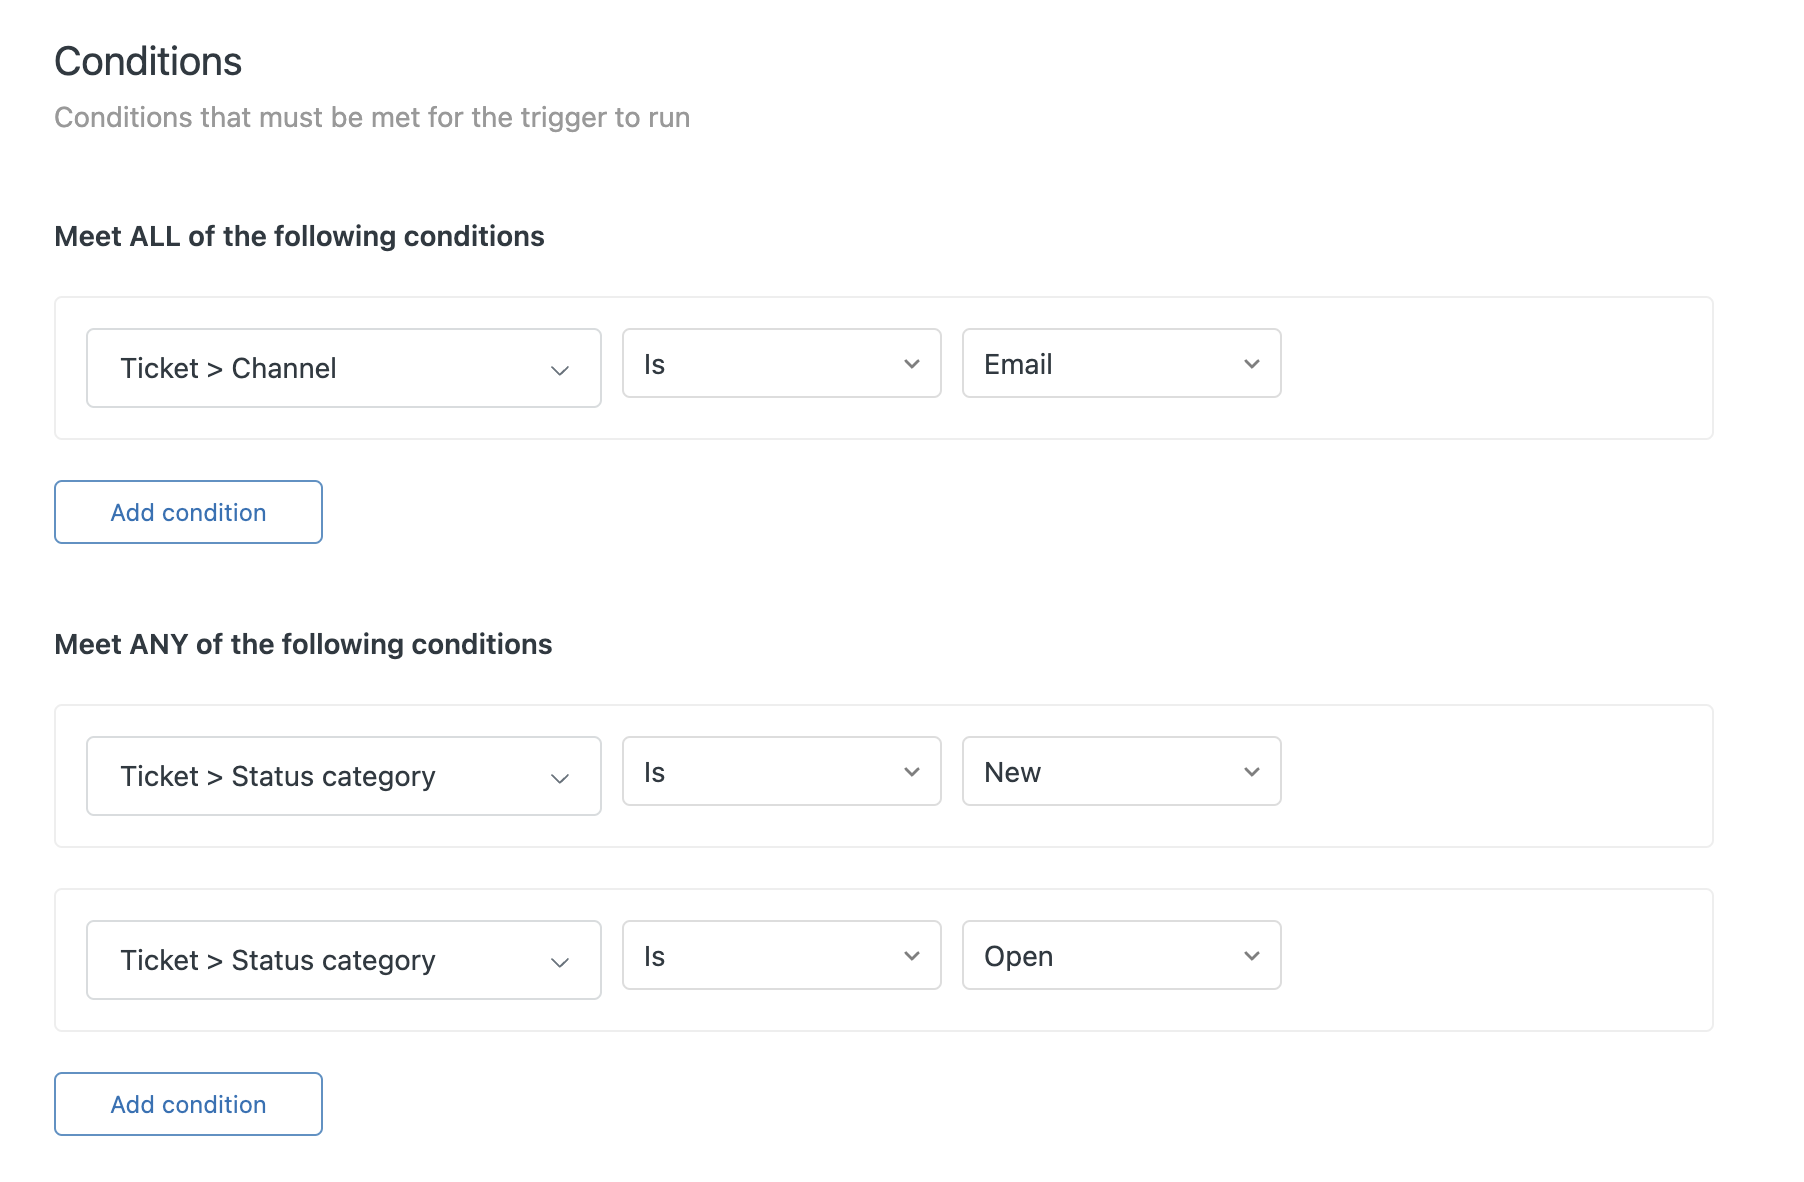 Conditions
Conditions that must be met for the trigger to run
Meet ALL of the following conditions
Ticket > Channel Is Email
Add condition
Meet ANY of the following conditions
Ticket > Status category Is New
Ticket > Status category Is Open
Add condition